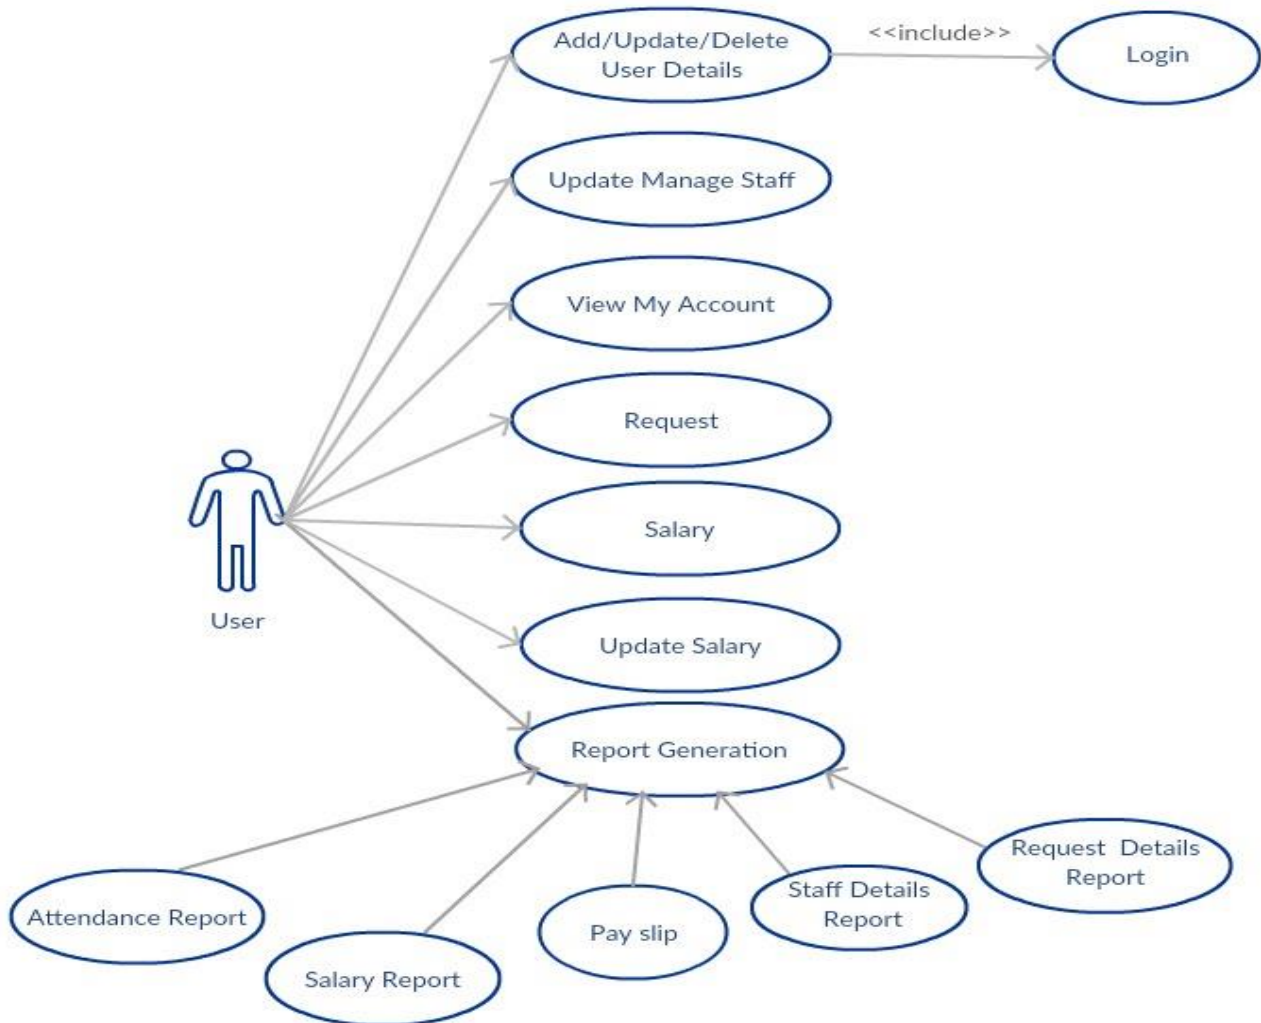 Add/Update/Delete
User Details
<<include>>
Login
Update Manage Staff
View My Account
Request
Salary
User
Update Salary
Report Generation
Attendance Report
Salary Report
Pay slip
Staff Details
Report
Request Details
Report